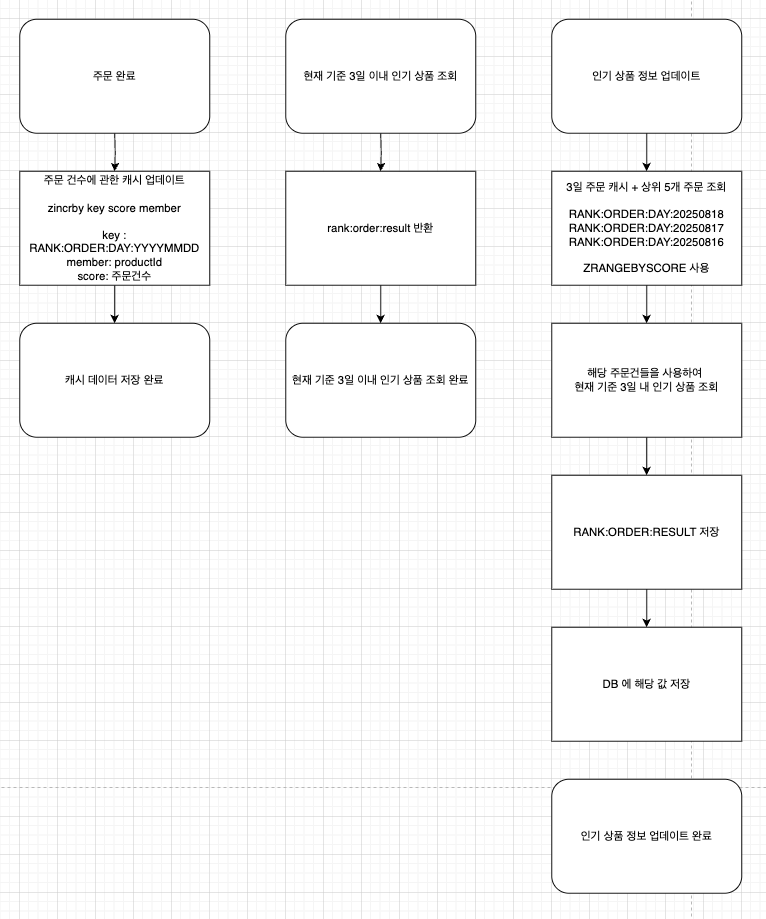 주문 완료
주문 건수에 관한 캐시 업데이트
zincrby key score member
key :
RANK:ORDER:DAY:YYYYMMDD
member: productId
score: 주문건수
캐시 데이터 저장 완료
현재 기준 3일 이내 인기 상품 조회
rank:order:result 반환
현재 기준 3일 이내 인기 상품 조회 완료
인기 상품 정보 업데이트
3일 주문 캐시 + 상위 5개 주문 조회
RANK:ORDER:DAY:20250818
RANK:ORDER:DAY:20250817
RANK:ORDER:DAY:20250816
ZRANGEBYSCORE 사용
해당 주문건들을 사용하여
현재 기준 3일 내 인기 상품 조회
RANK:ORDER:RESULT 저장
DB 에 해당 값 저장
인기 상품 정보 업데이트 완료